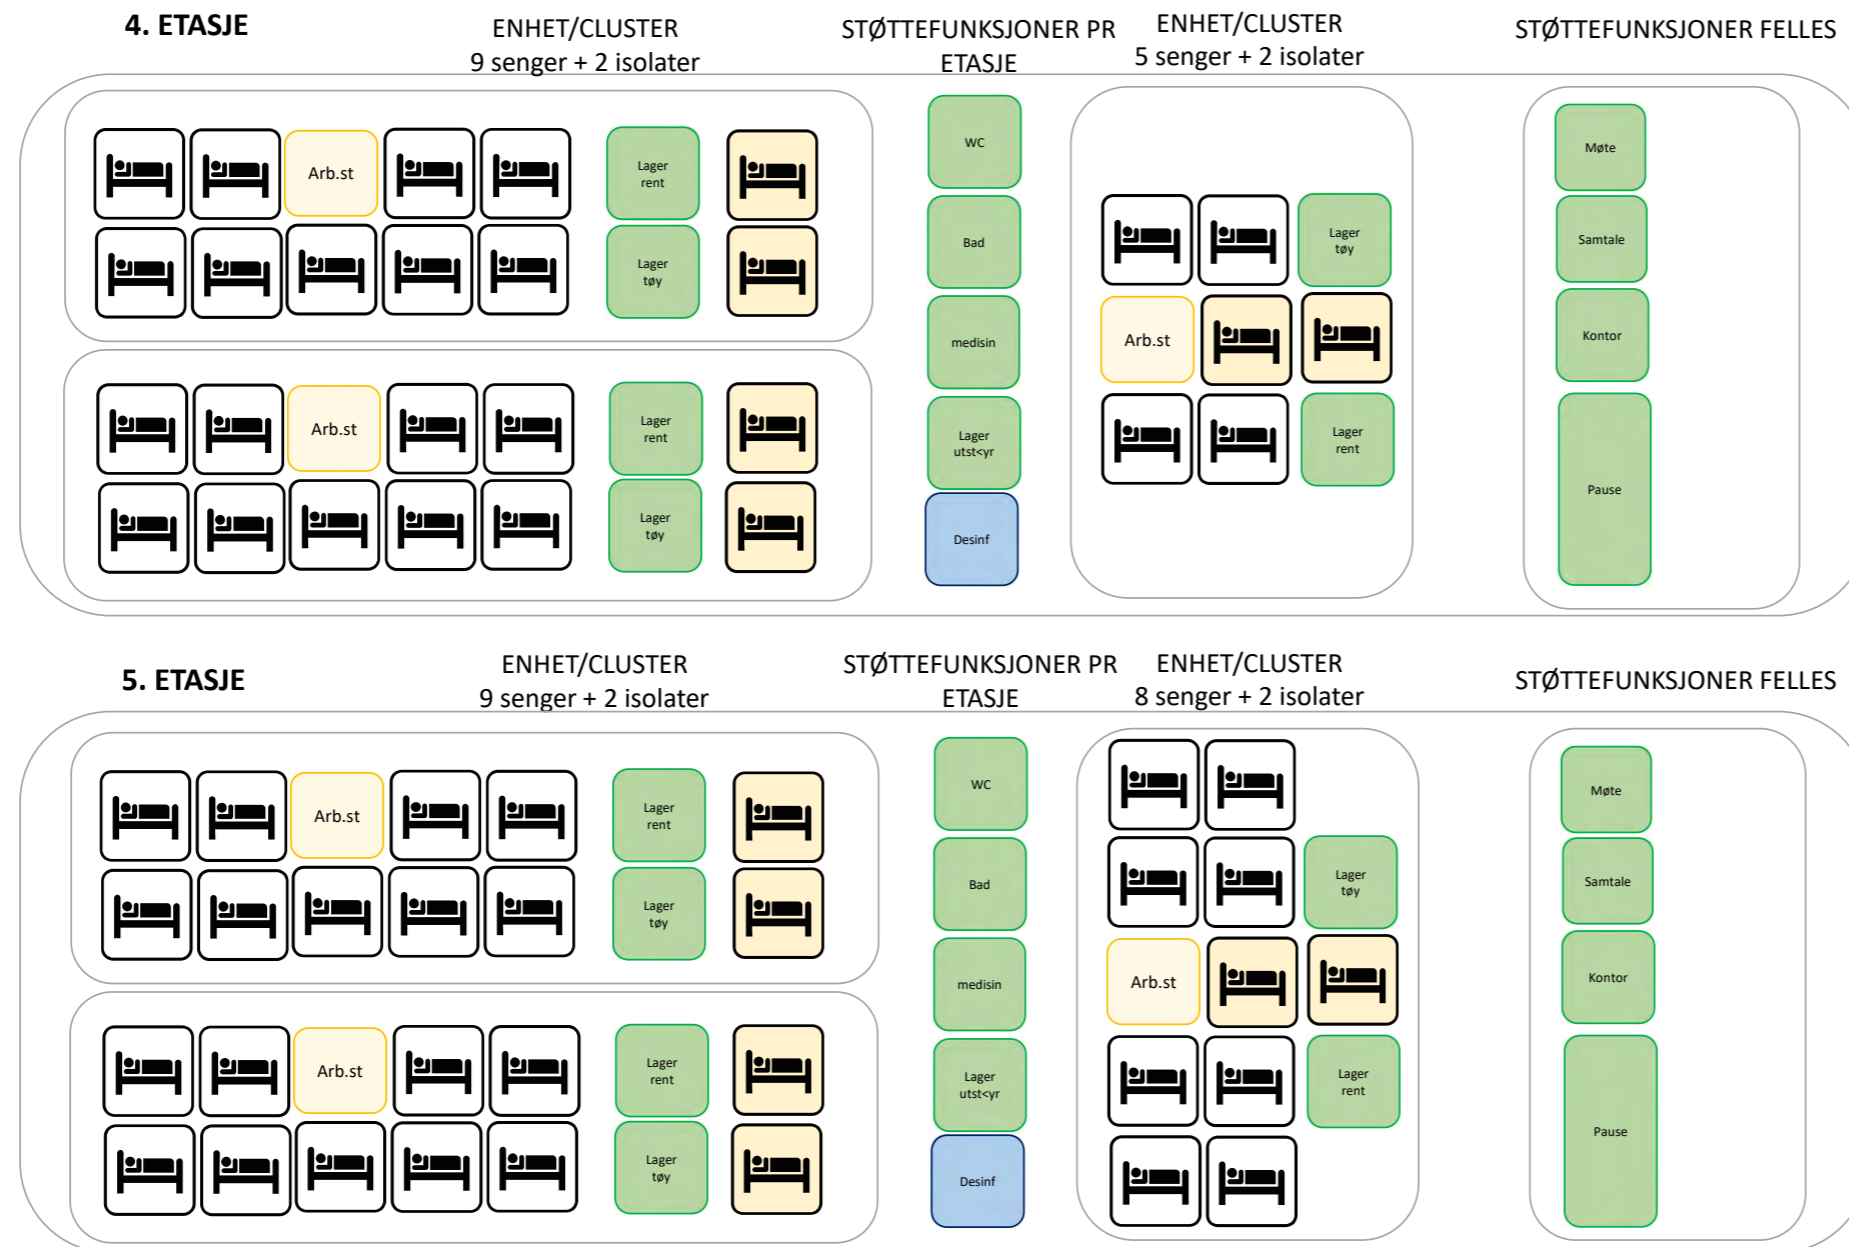 4. ETASJE
ENHET/CLUSTER
9 senger + 2 isolater
STØTTEFUNKSJONER PR
ETASJE
ENHET/CLUSTER
5 senger + 2 isolater
STØTTEFUNKSJONER FELLES
Arb.st
Lager
rent
Lager
tøy
Arb.st
Lager
rent
Lager
tøy
WC
Bad
medisin
Lager
utst<yr
Desinf
Lager
tøy
Arb.st
Lager
rent
Møte
Samtale
Kontor
Pause
5. ETASJE
ENHET/CLUSTER
9 senger + 2 isolater
STØTTEFUNKSJONER PR
ETASJE
ENHET/CLUSTER
8 senger + 2 isolater
STØTTEFUNKSJONER FELLES
Arb.st
Lager
rent
Lager
tøy
Arb.st
Lager
rent
Lager
tøy
WC
Bad
medisin
Lager
utst<yr
Desinf
Lager
tøy
Arb.st
Lager
rent
Møte
Samtale
Kontor
Pause